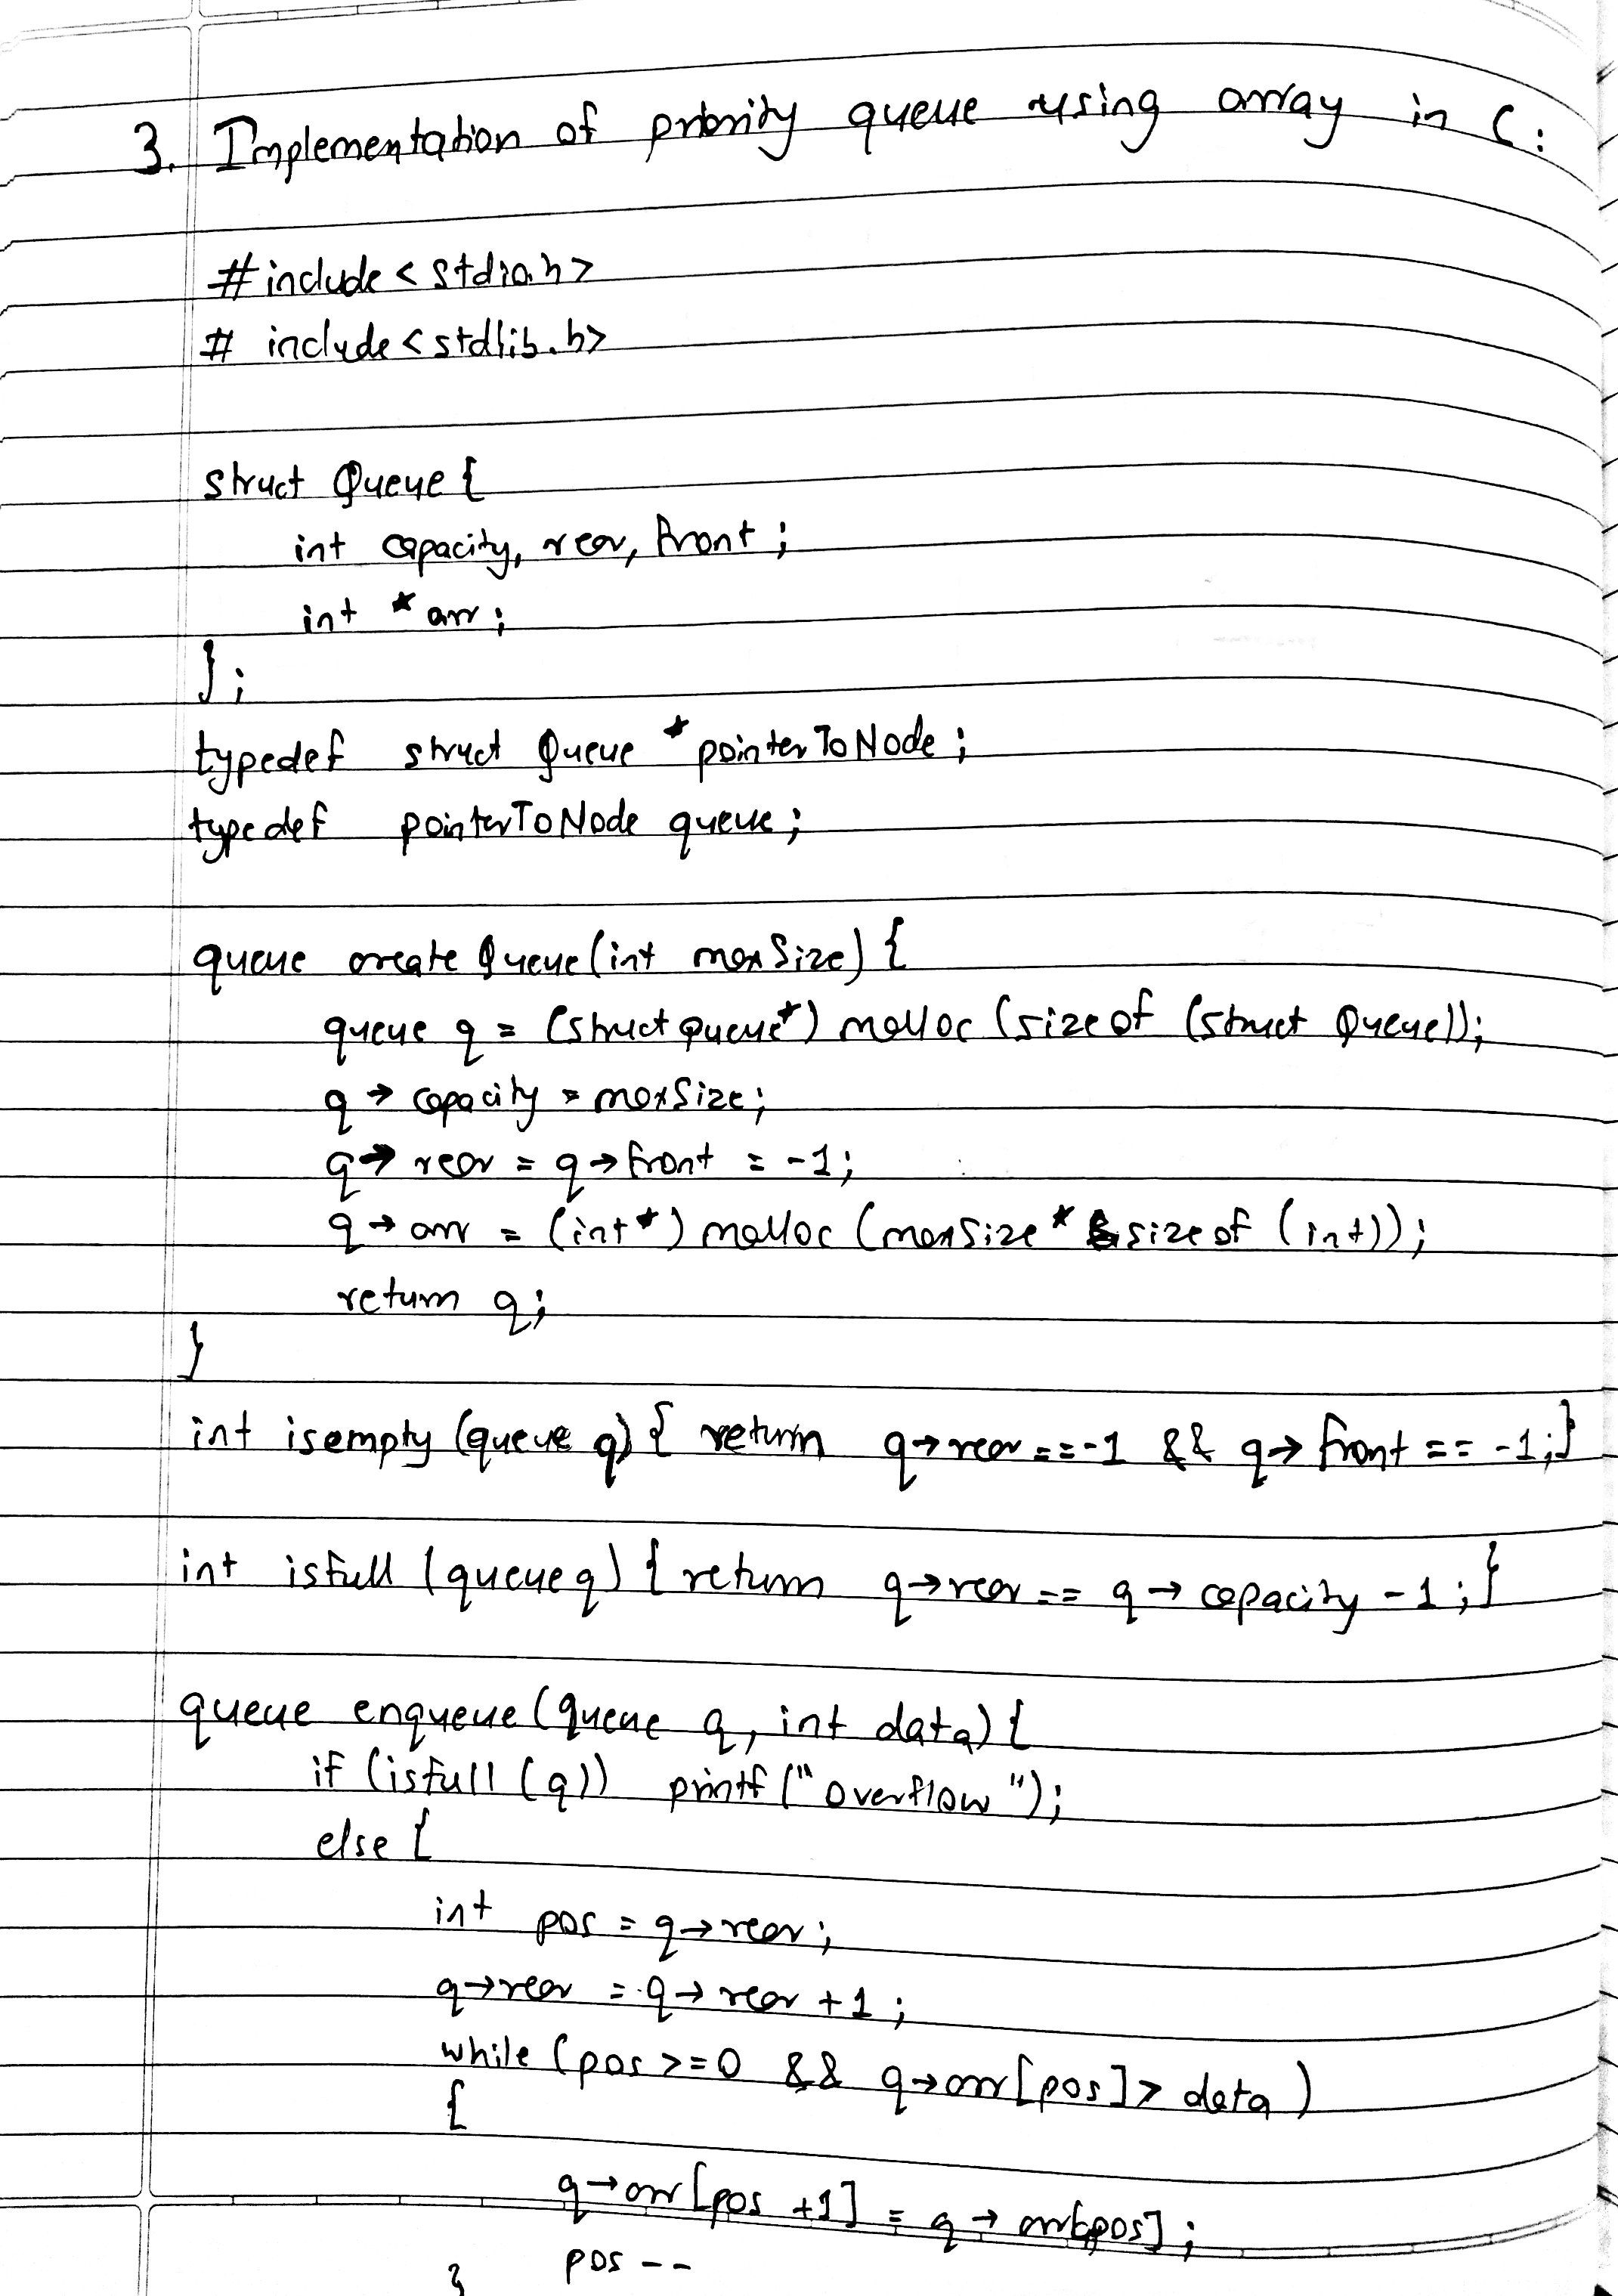 3. Implementation of priority queue using array in C:
#include<stdio.h>
# include<stdlib.h>
struct Queue {
int capacity, rear, front;
int *arr;
};
typedef struct Queue *pointerToNode;
typedef pointerToNode queue;
queue createQueue(int maxSize) {
queue q = (struct Queue*) malloc (sizeof (struct Queue));
q→capacity = maxSize;
q→rear = q→front = -1;
q→arr = (int*) malloc (maxSize * sizeof (int));
return q;
}
int isempty (queue q) { return q→rear == -1 && q→front == -1;}
int isfull (queue q) { return q→rear == q→capacity -1;}
queue enqueue (queue q, int data) {
if (isfull (q)) printf ("overflow");
else {
int pos = q→rear;
q→rear = q→rear + 1;
while (pos >=0 && q→arr[pos] > data)
{
q→arr[pos +1] = q→arr[pos];
pos --
}